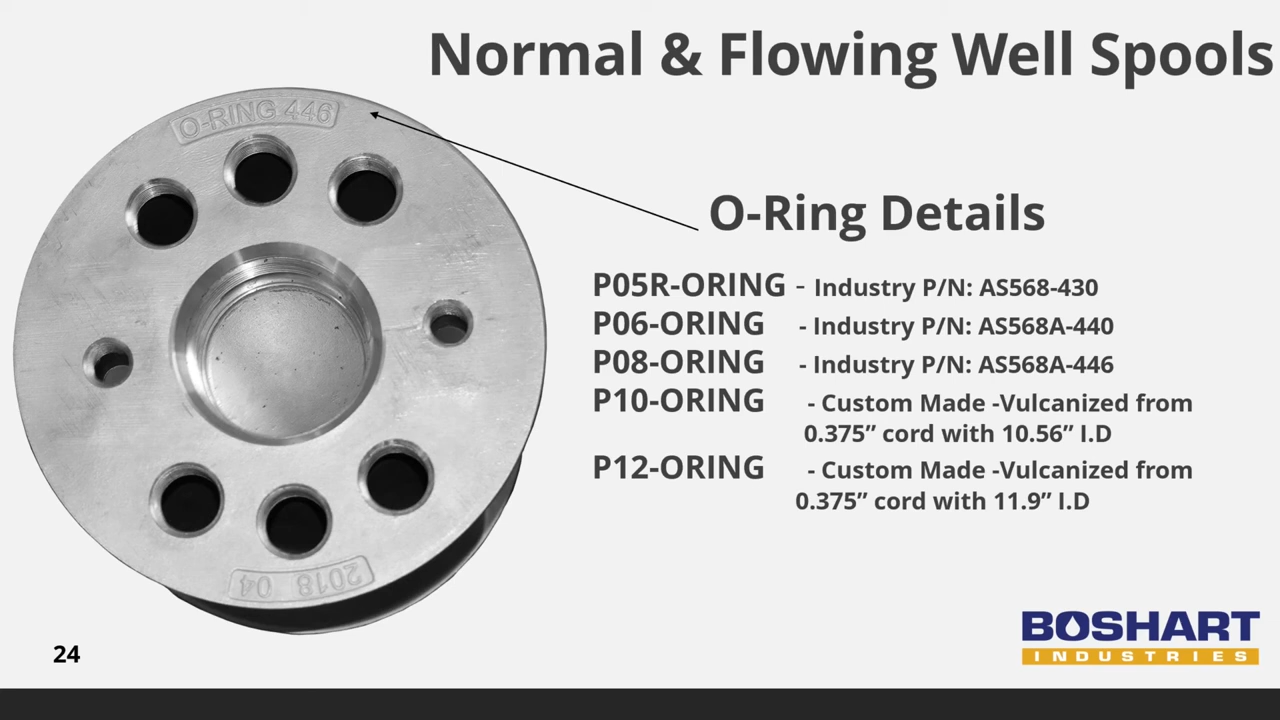 Normal & Flowing Well Spools
O-RING 446
O-Ring Details
P05R-ORING - Industry P/N: AS568-430
P06-ORING - Industry P/N: AS568A-440
P08-ORING - Industry P/N: AS568A-446
P10-ORING - Custom Made -Vulcanized from
0.375” cord with 10.56” I.D
P12-ORING - Custom Made -Vulcanized from
0.375” cord with 11.9” I.D
2018 04
24
BOSHART
INDUSTRIES